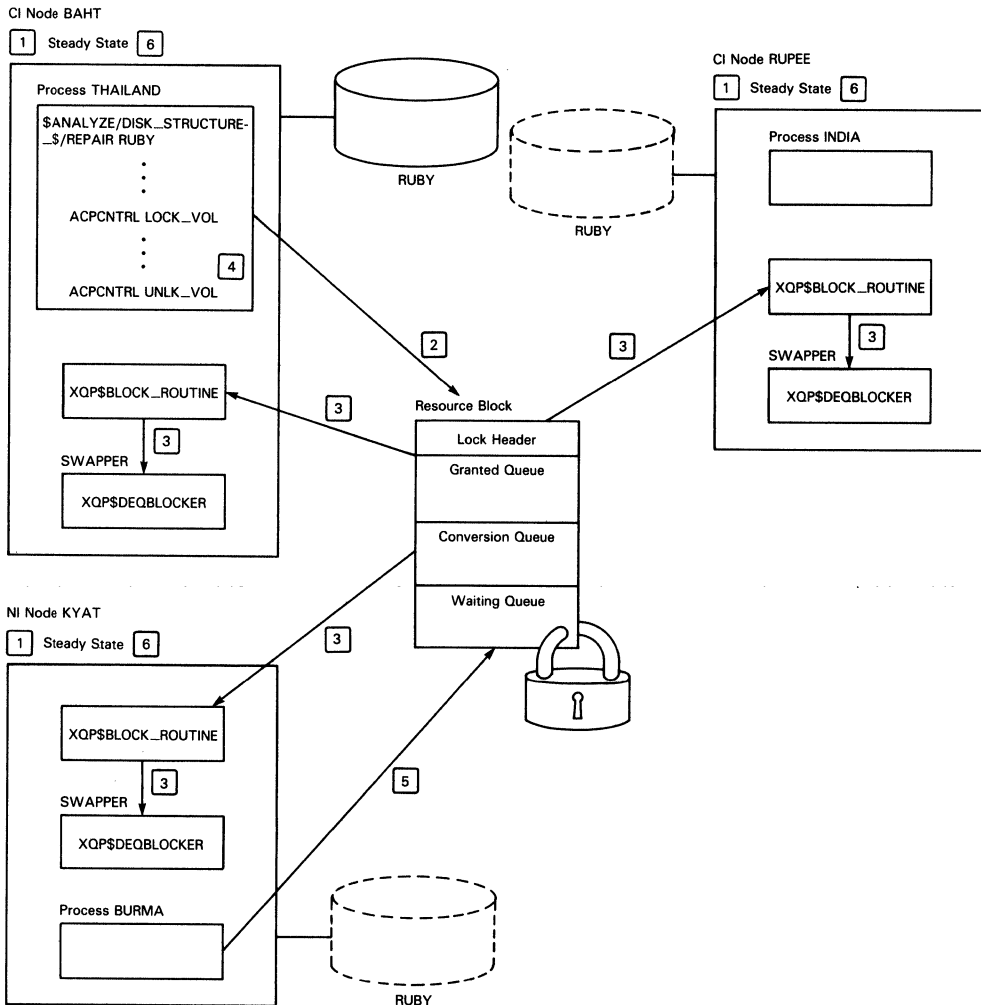 CI Node BAHT
1 Steady State 6
Process THAILAND
$ANALYZE/DISK_STRUCTURE-
_$/REPAIR RUBY
ACPCNTRL LOCK_VOL
4
ACPCNTRL UNLK_VOL
XQP$BLOCK_ROUTINE
3
SWAPPER
XQP$DEQBLOCKER
RUBY
RUBY
CI Node RUPEE
1 Steady State 6
Process INDIA
XQP$BLOCK_ROUTINE
3
SWAPPER
XQP$DEQBLOCKER
2
3
3
Resource Block
Lock Header
Granted Queue
Conversion Queue
Waiting Queue
3
5
NI Node KYAT
1 Steady State 6
XQP$BLOCK_ROUTINE
3
SWAPPER
XQP$DEQBLOCKER
Process BURMA
RUBY